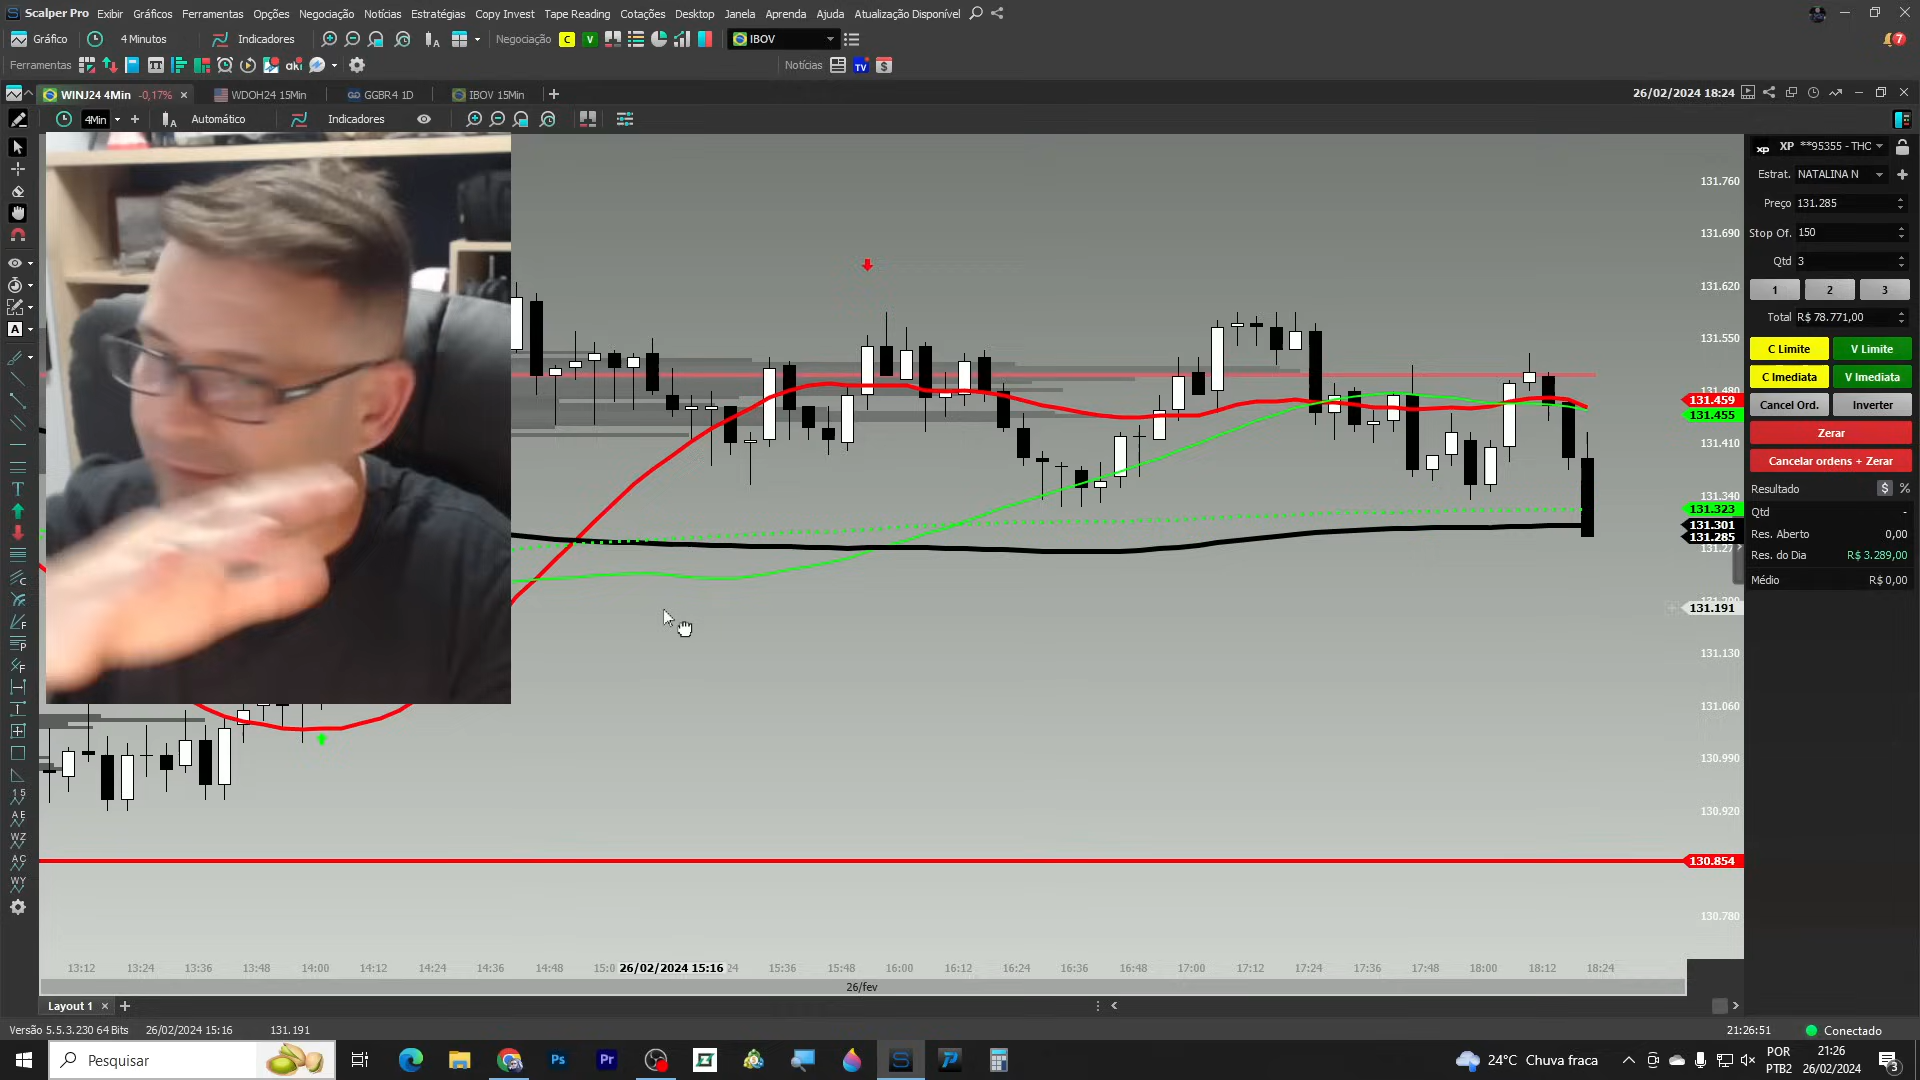 Scalper Pro Exibir Gráficos Ferramentas Opções Negociação Notícias Estratégias Copy Invest Tape Reading Cotações Desktop Janela Aprenda Ajuda Atualização Disponível
Gráfico 4 Minutos Indicadores Negociação C V IBOV 7
Ferramentas aki Notícias TV $
WINJ24 4Min -0,17% WDOH24 15Min GGBR4 1D IBOV 15Min 26/02/2024 18:24
4Min Automático Indicadores
XP **95355 - THC
Estrat. NATALINA N
Preço 131.285
Stop Of. 150
Qtd 3
1 2 3
Total R$ 78.771,00
C Limite V Limite
C Imediata V Imediata
Cancel Ord. Inverter
Zerar
Cancelar ordens + Zerar
Resultado $ %
Qtd -
Res. Aberto 0,00
Res. do Dia R$ 3.289,00
Médio R$ 0,00
131.760
131.690
131.620
131.550
131.480
131.459
131.455
131.410
131.340
131.323
131.301
131.285
131.191
131.130
131.060
130.990
130.920
130.854
130.780
13:12 13:24 13:36 13:48 14:00 14:12 14:24 14:36 14:48 15:0 26/02/2024 15:16 24 15:36 15:48 16:00 16:12 16:24 16:36 16:48 17:00 17:12 17:24 17:36 17:48 18:00 18:12 18:24
26/fev
Layout 1
Versão 5.5.3.230 64 Bits 26/02/2024 15:16 131.191 21:26:51 Conectado
Pesquisar Ps Pr 24°C Chuva fraca POR PTB2 21:26 26/02/2024 3